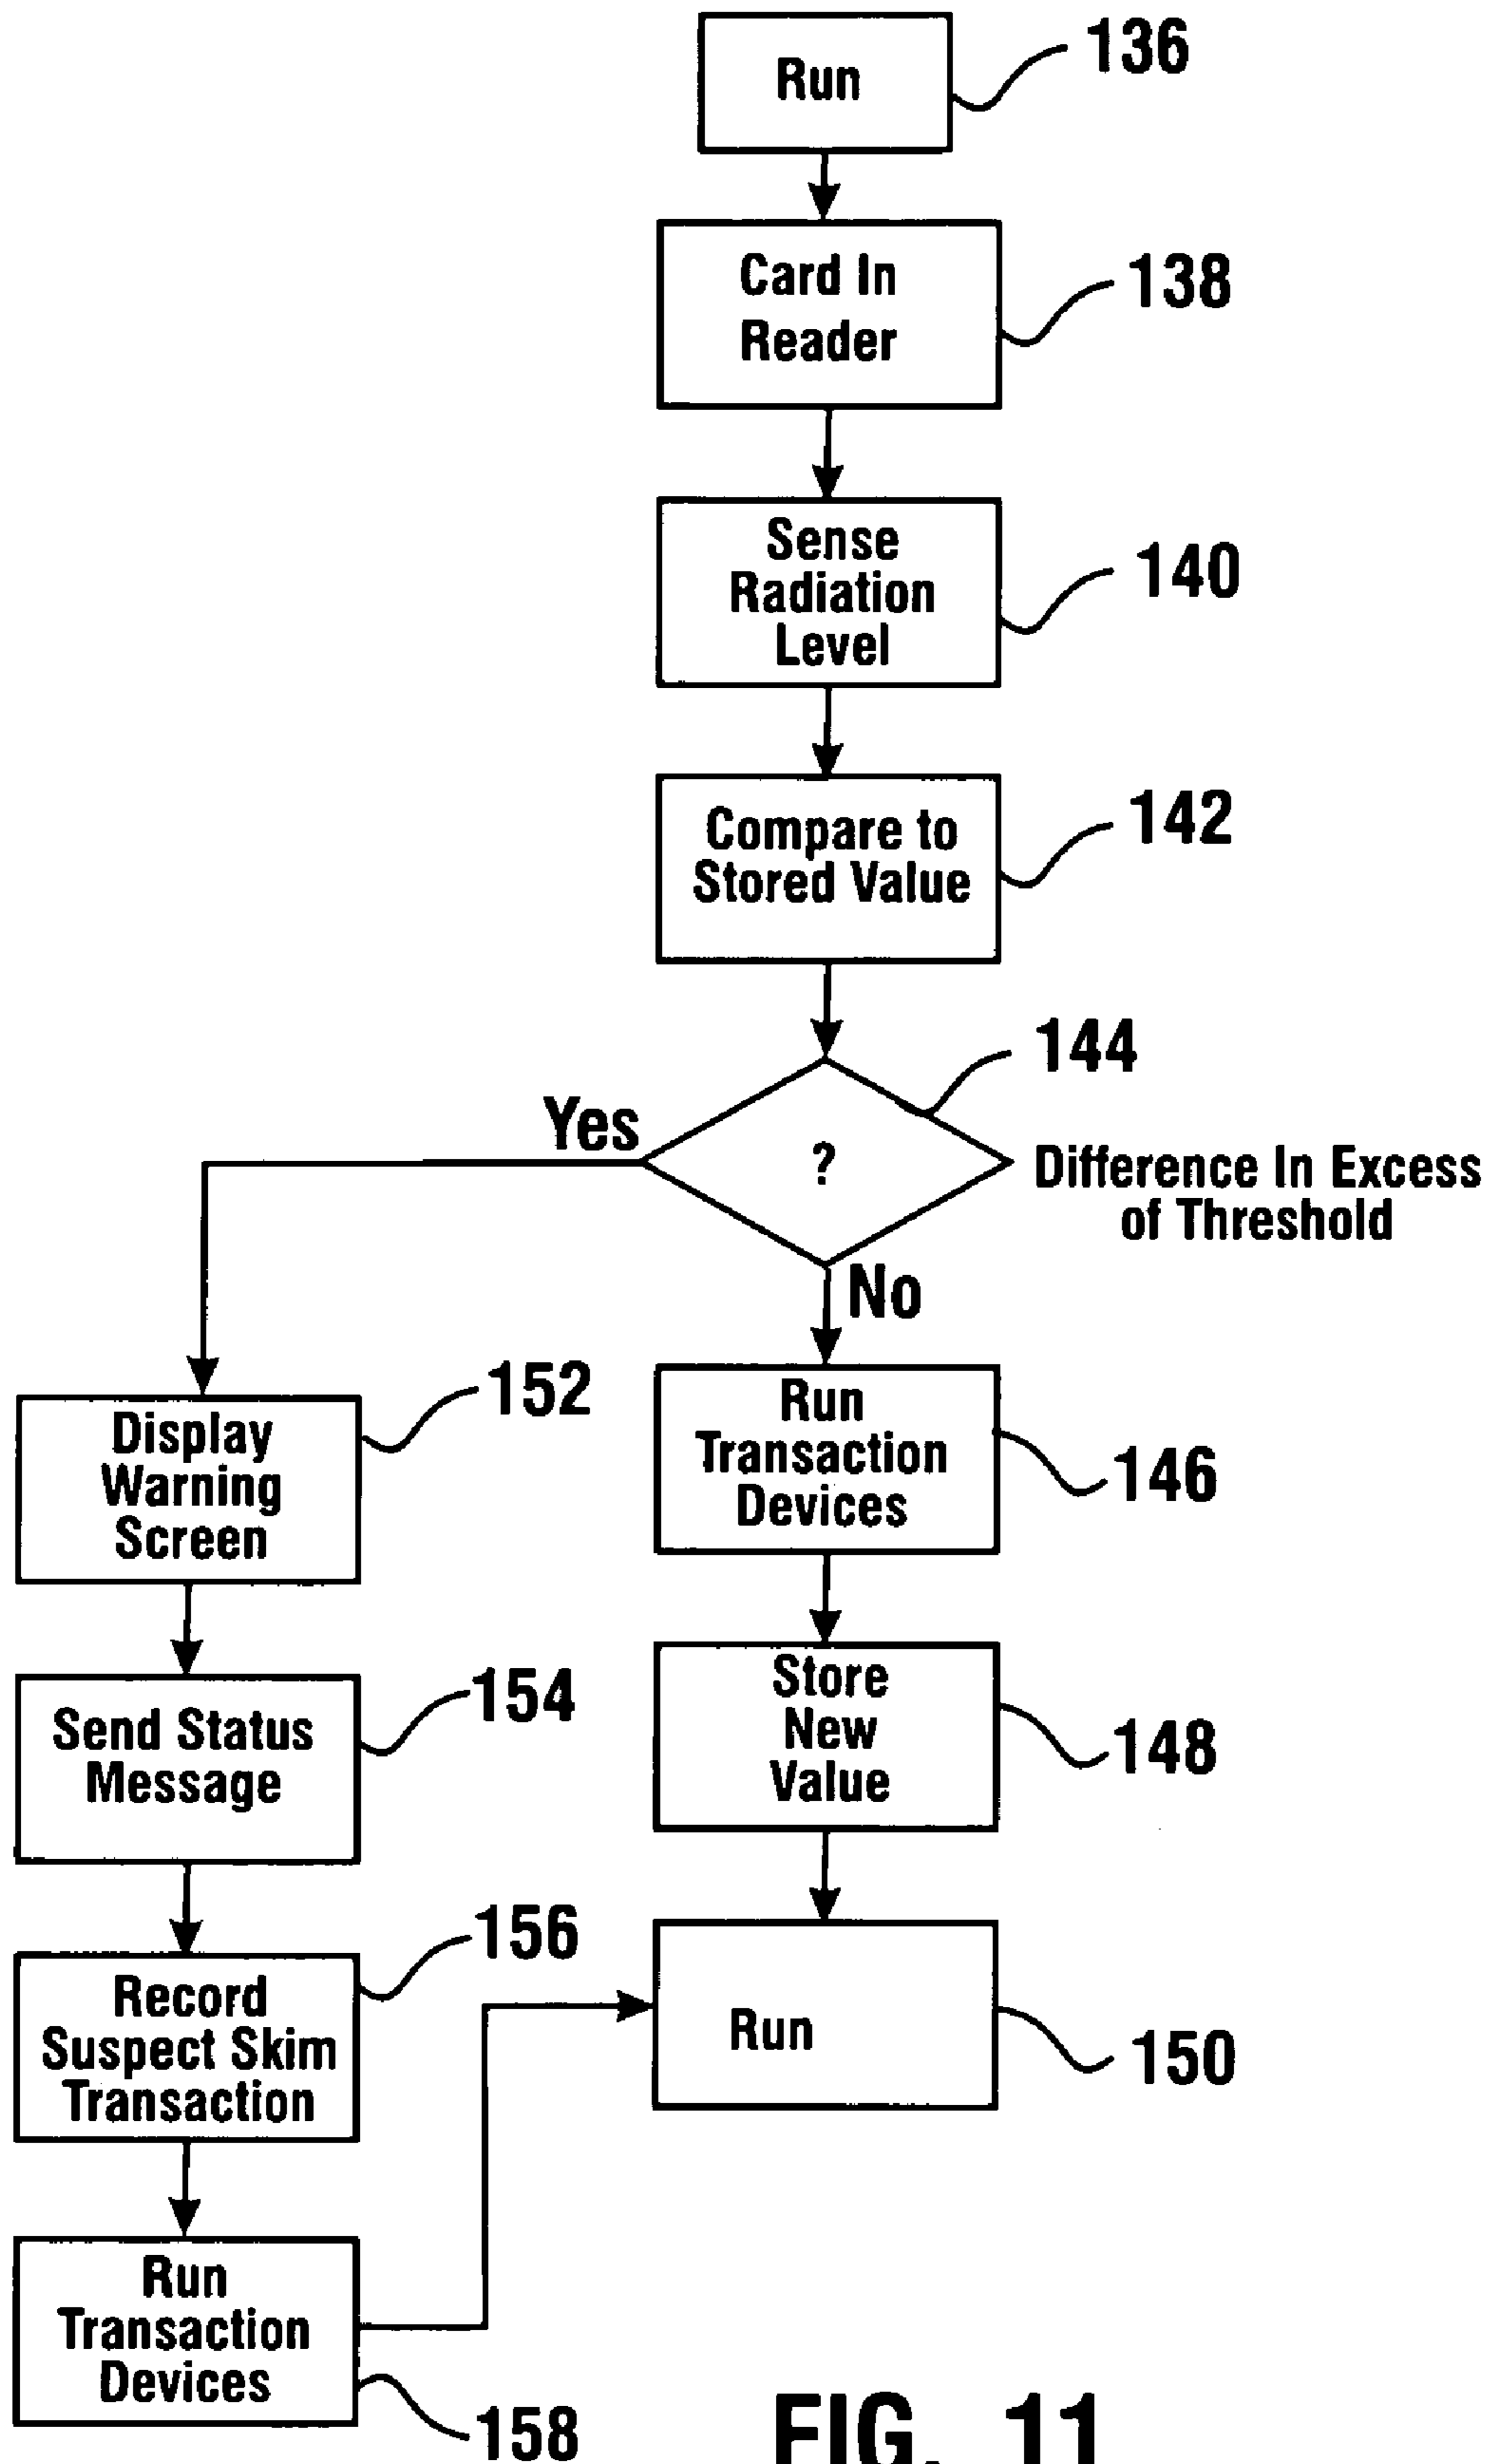 Run
136
Card In
Reader
138
Sense
Radiation
Level
140
Compare to
Stored Value
142
144
Yes
?
Difference In Excess
of Threshold
No
Display
Warning
Screen
152
Run
Transaction
Devices
146
Send Status
Message
154
Store
New
Value
148
Record
Suspect Skim
Transaction
156
Run
150
Run
Transaction
Devices
158
FIG. 11